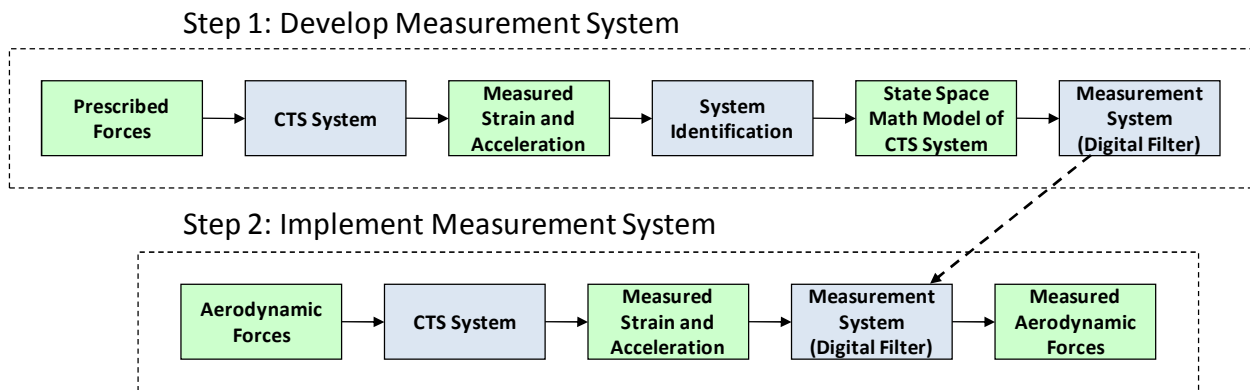 Step 1: Develop Measurement System
Prescribed
Forces
CTS System
Measured
Strain and
Acceleration
System
Identification
State Space
Math Model of
CTS System
Measurement
System
(Digital Filter)
Step 2: Implement Measurement System
Aerodynamic
Forces
CTS System
Measured
Strain and
Acceleration
Measurement
System
(Digital Filter)
Measured
Aerodynamic
Forces